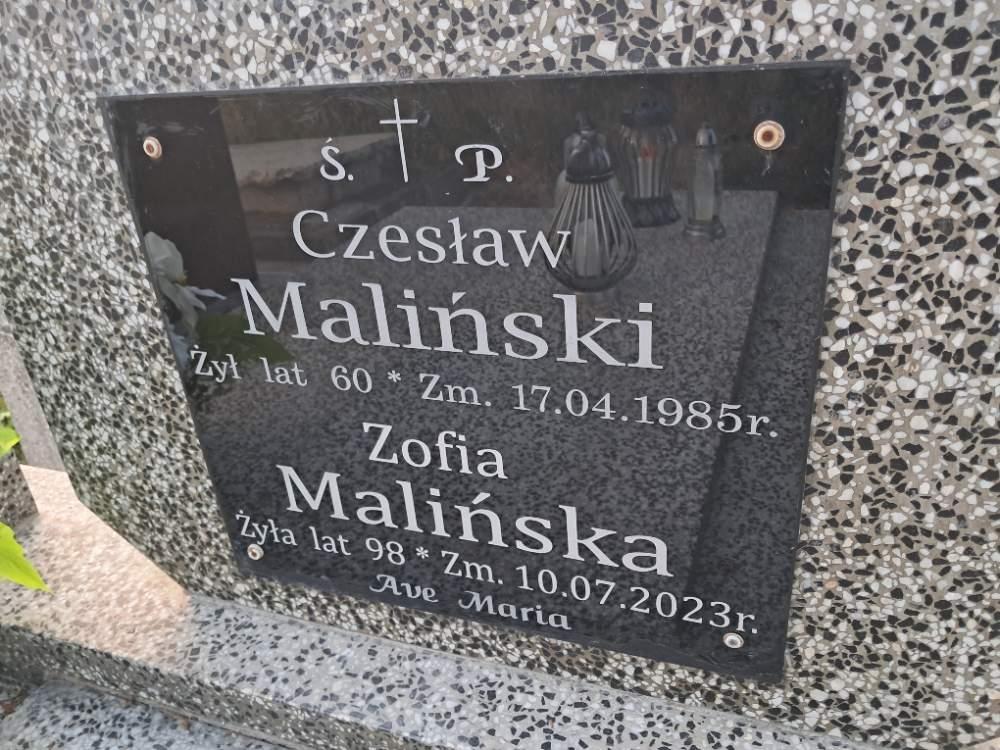 Ś. P.
Czesław
Maliński
Żył lat 60 * Zm. 17.04.1985r.
Zofia
Malińska
Żyła lat 98 * Zm. 10.07.2023r.
Ave Maria